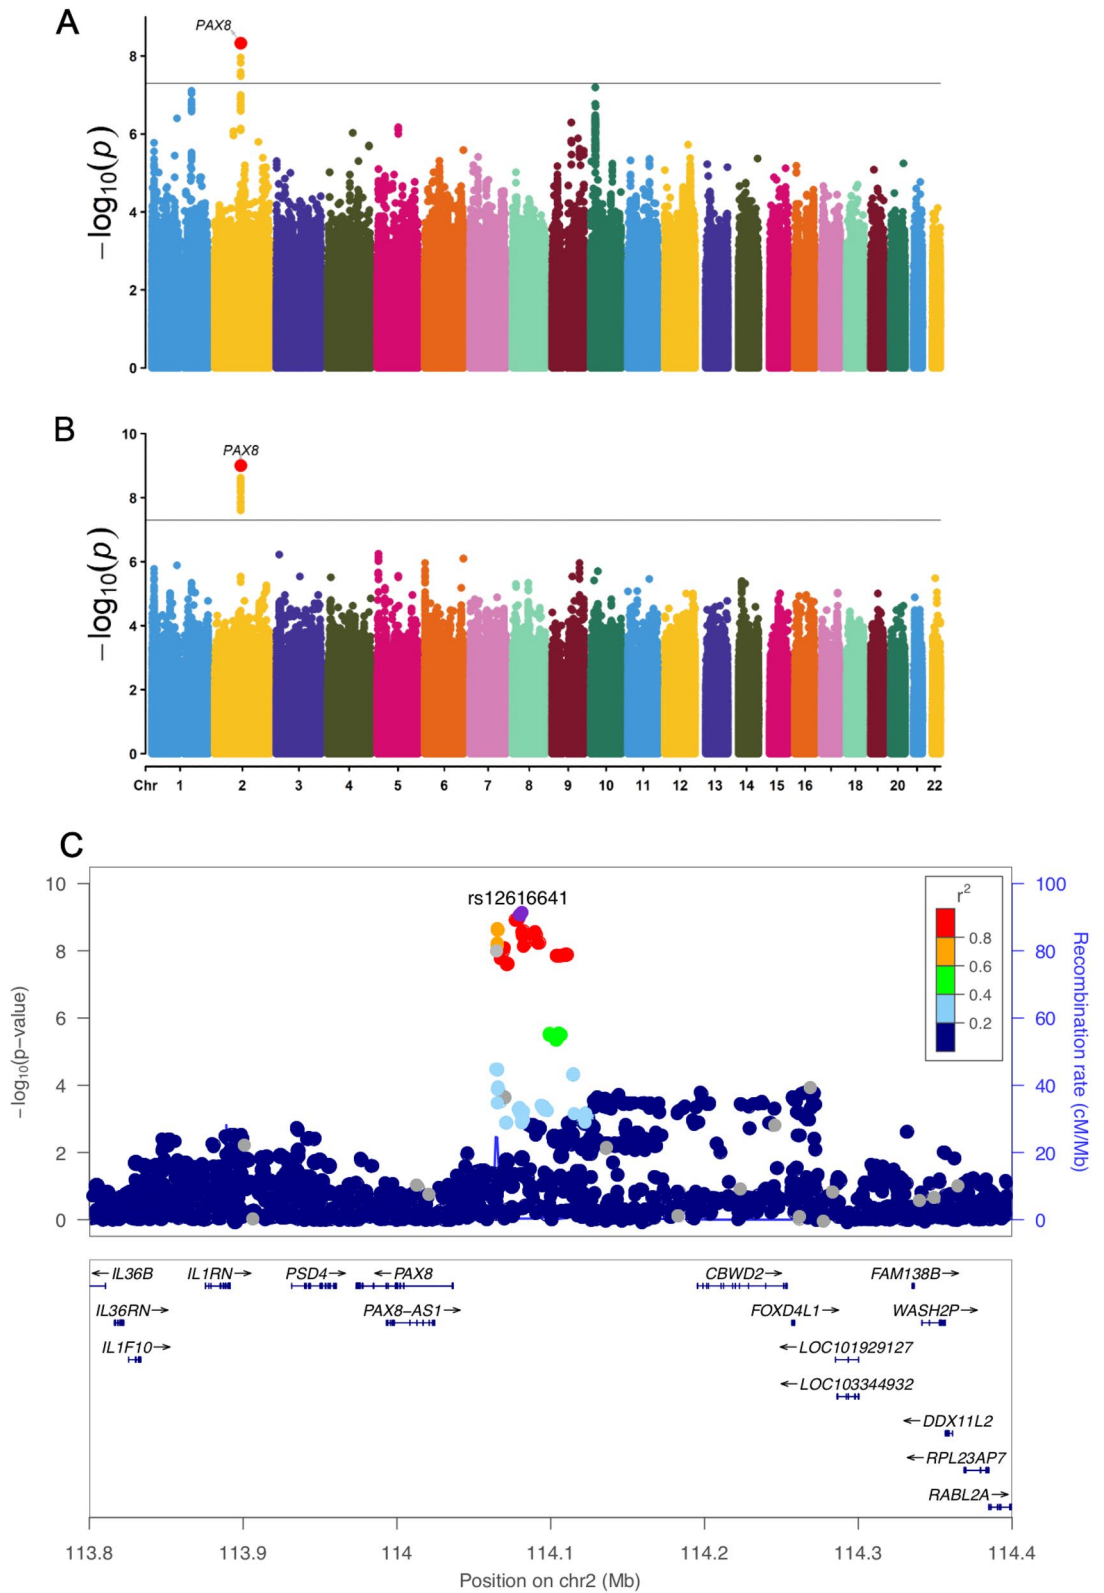 A
PAX8
8
6
4
2
0
−log10(p)
B
10
PAX8
8
6
4
2
0
−log10(p)
Chr 1 2 3 4 5 6 7 8 9 10 11 12 13 14 15 16 18 20 22
C
rs12616641
r2
0.8
0.6
0.4
0.2
10
8
6
4
2
0
−log10(p−value)
100
80
60
40
20
0
Recombination rate (cM/Mb)
←IL36B IL1RN→ PSD4→ ←PAX8 CBWD2→ FAM138B→
IL36RN→ PAX8−AS1→ FOXD4L1→ WASH2P→
IL1F10→ ←LOC101929127
←LOC103344932
←DDX11L2
←RPL23AP7
RABL2A→
113.8 113.9 114 114.1 114.2 114.3 114.4
Position on chr2 (Mb)